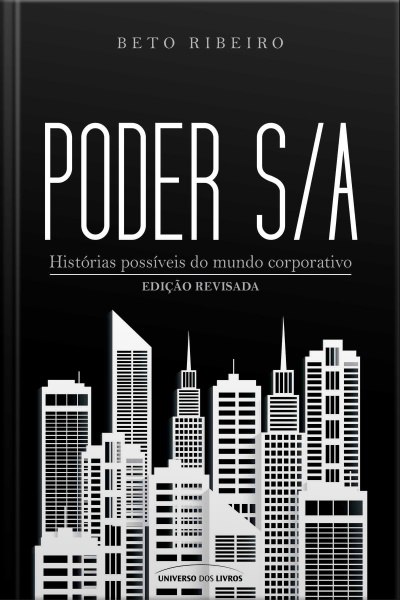 BETO RIBEIRO
PODER S/A
Histórias possíveis do mundo corporativo
EDIÇÃO REVISADA
UNIVERSO DOS LIVROS